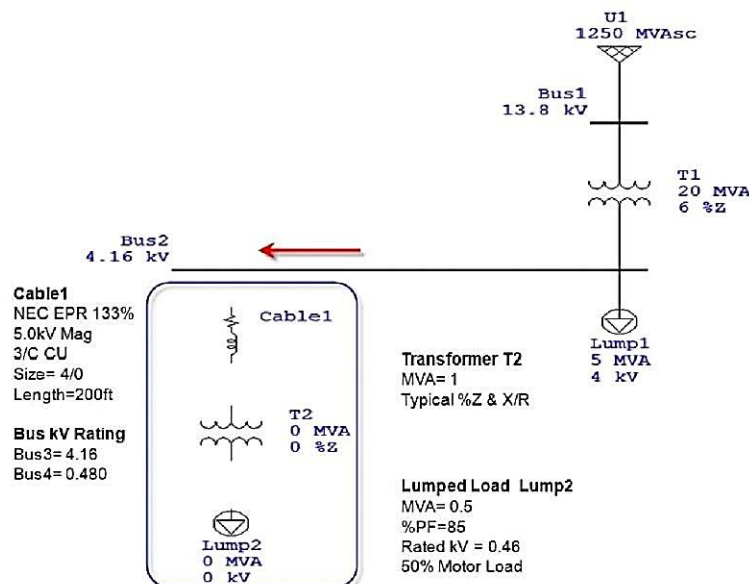 U1
1250 MVAsc
Bus1
13.8 kV
T1
20 MVA
6 %Z
Bus2
4.16 kV
Cable1
NEC EPR 133%
5.0kV Mag
3/C CU
Size= 4/0
Length=200ft
Bus kV Rating
Bus3= 4.16
Bus4= 0.480
Cable1
T2
0 MVA
0 %Z
Lump2
0 MVA
0 kV
Lump1
5 MVA
4 kV
Transformer T2
MVA= 1
Typical %Z & X/R
Lumped Load Lump2
MVA= 0.5
%PF=85
Rated kV = 0.46
50% Motor Load